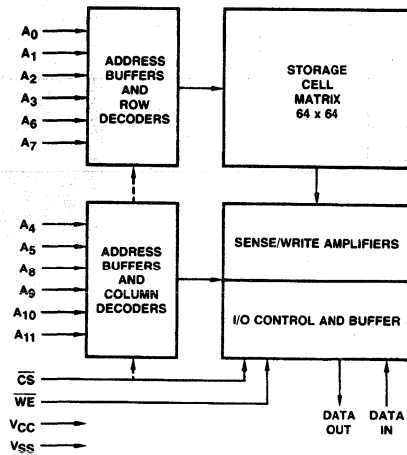 A0
A1
A2
A3
A6
A7
ADDRESS
BUFFERS
AND
ROW
DECODERS
STORAGE
CELL
MATRIX
64 x 64
A4
A5
A8
A9
A10
A11
ADDRESS
BUFFERS
AND
COLUMN
DECODERS
SENSE/WRITE AMPLIFIERS
I/O CONTROL AND BUFFER
CS
WE
VCC
VSS
DATA
OUT
DATA
IN